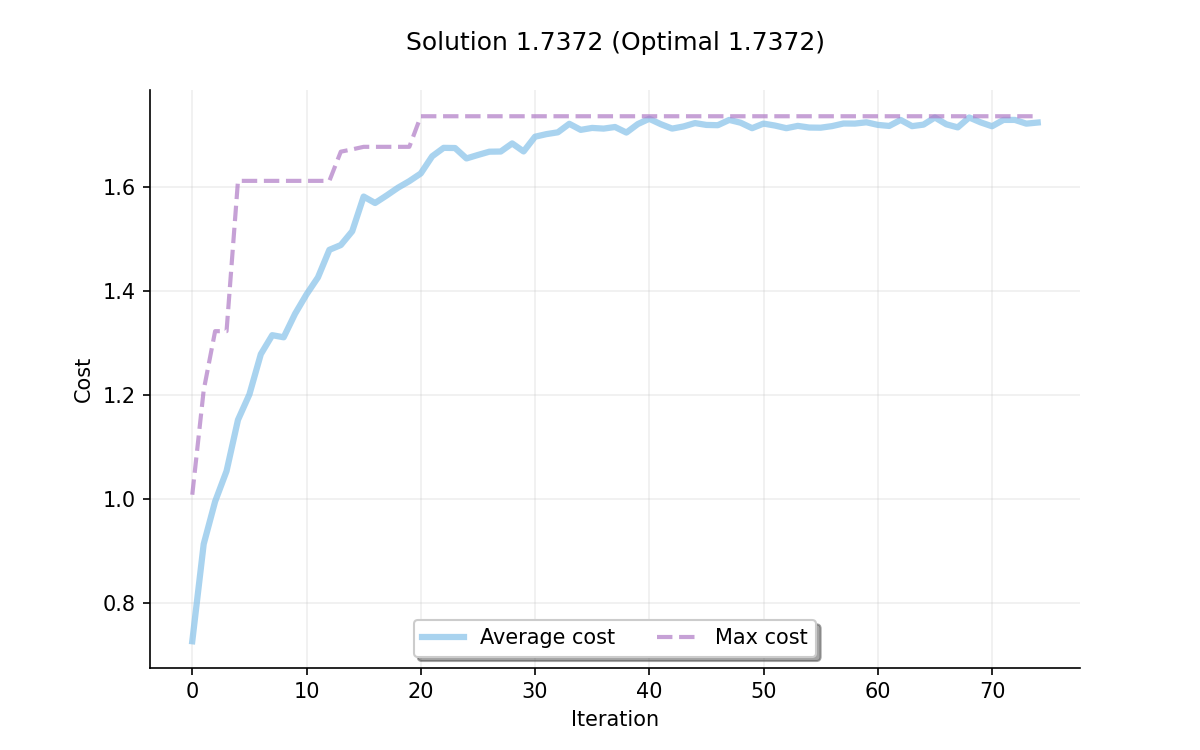 Solution 1.7372 (Optimal 1.7372)
Cost
1.6
1.4
1.2
1.0
0.8
Average cost
Max cost
0 10 20 30 40 50 60 70
Iteration